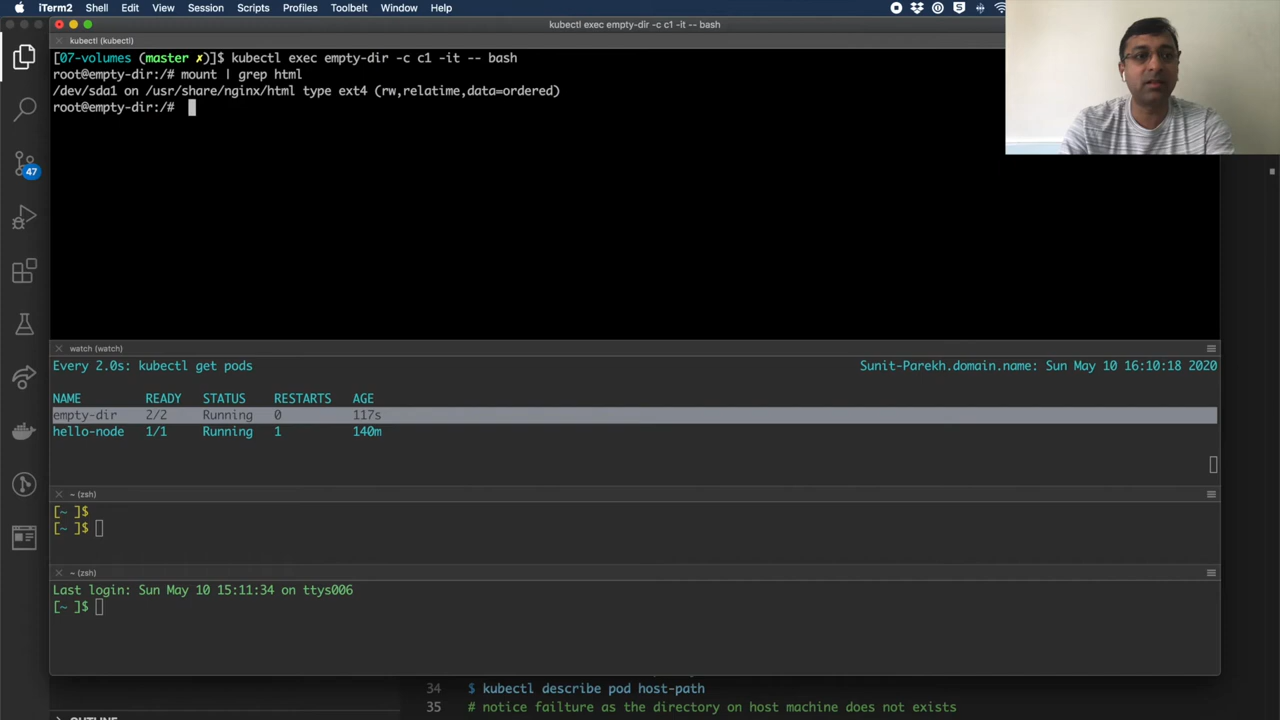 iTerm2 Shell Edit View Session Scripts Profiles Toolbelt Window Help
kubectl exec empty-dir -c c1 -it -- bash
kubectl (kubectl)
[07-volumes (master ✗)]$ kubectl exec empty-dir -c c1 -it -- bash
root@empty-dir:/# mount | grep html
/dev/sda1 on /usr/share/nginx/html type ext4 (rw,relatime,data=ordered)
root@empty-dir:/#
47
watch (watch)
Every 2.0s: kubectl get pods Sunit-Parekh.domain.name: Sun May 10 16:10:18 2020
NAME READY STATUS RESTARTS AGE
empty-dir 2/2 Running 0 117s
hello-node 1/1 Running 1 140m
~ (zsh)
[~ ]$
[~ ]$
~ (zsh)
Last login: Sun May 10 15:11:34 on ttys006
[~ ]$
34 $ kubectl describe pod host-path
35 # notice failture as the directory on host machine does not exists
OUTLINE